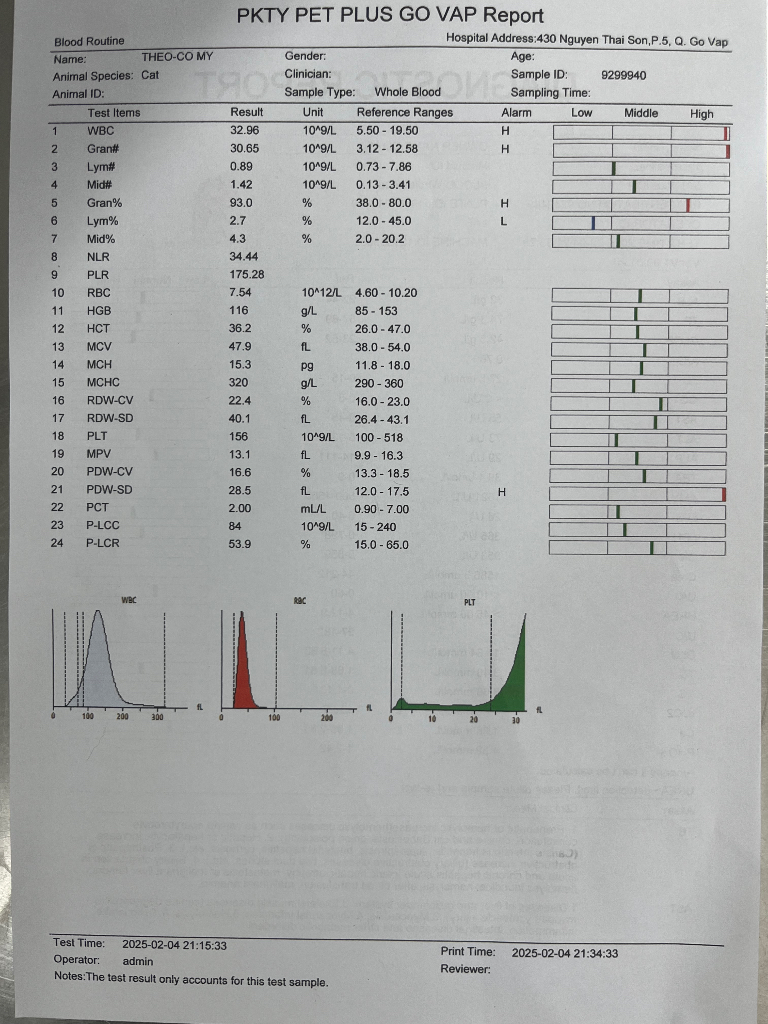 PKTY PET PLUS GO VAP Report
Blood Routine Hospital Address:430 Nguyen Thai Son,P.5, Q. Go Vap
Name: THEO-CO MY Gender: Age:
Animal Species: Cat Clinician: Sample ID: 9299940
Animal ID: Sample Type: Whole Blood Sampling Time:
Test Items Result Unit Reference Ranges Alarm Low Middle High
1 WBC 32.96 10^9/L 5.50 - 19.50 H
2 Gran# 30.65 10^9/L 3.12 - 12.58 H
3 Lym# 0.89 10^9/L 0.73 - 7.86
4 Mid# 1.42 10^9/L 0.13 - 3.41
5 Gran% 93.0 % 38.0 - 80.0 H
6 Lym% 2.7 % 12.0 - 45.0 L
7 Mid% 4.3 % 2.0 - 20.2
8 NLR 34.44
9 PLR 175.28
10 RBC 7.54 10^12/L 4.60 - 10.20
11 HGB 116 g/L 85 - 153
12 HCT 36.2 % 26.0 - 47.0
13 MCV 47.9 fL 38.0 - 54.0
14 MCH 15.3 pg 11.8 - 18.0
15 MCHC 320 g/L 290 - 360
16 RDW-CV 22.4 % 16.0 - 23.0
17 RDW-SD 40.1 fL 26.4 - 43.1
18 PLT 156 10^9/L 100 - 518
19 MPV 13.1 fL 9.9 - 16.3
20 PDW-CV 16.6 % 13.3 - 18.5
21 PDW-SD 28.5 fL 12.0 - 17.5 H
22 PCT 2.00 mL/L 0.90 - 7.00
23 P-LCC 84 10^9/L 15 - 240
24 P-LCR 53.9 % 15.0 - 65.0
WBC RBC PLT
0 100 200 300 fL 0 100 200 fL 0 10 20 30 fL
Test Time: 2025-02-04 21:15:33 Print Time: 2025-02-04 21:34:33
Operator: admin Reviewer:
Notes:The test result only accounts for this test sample.